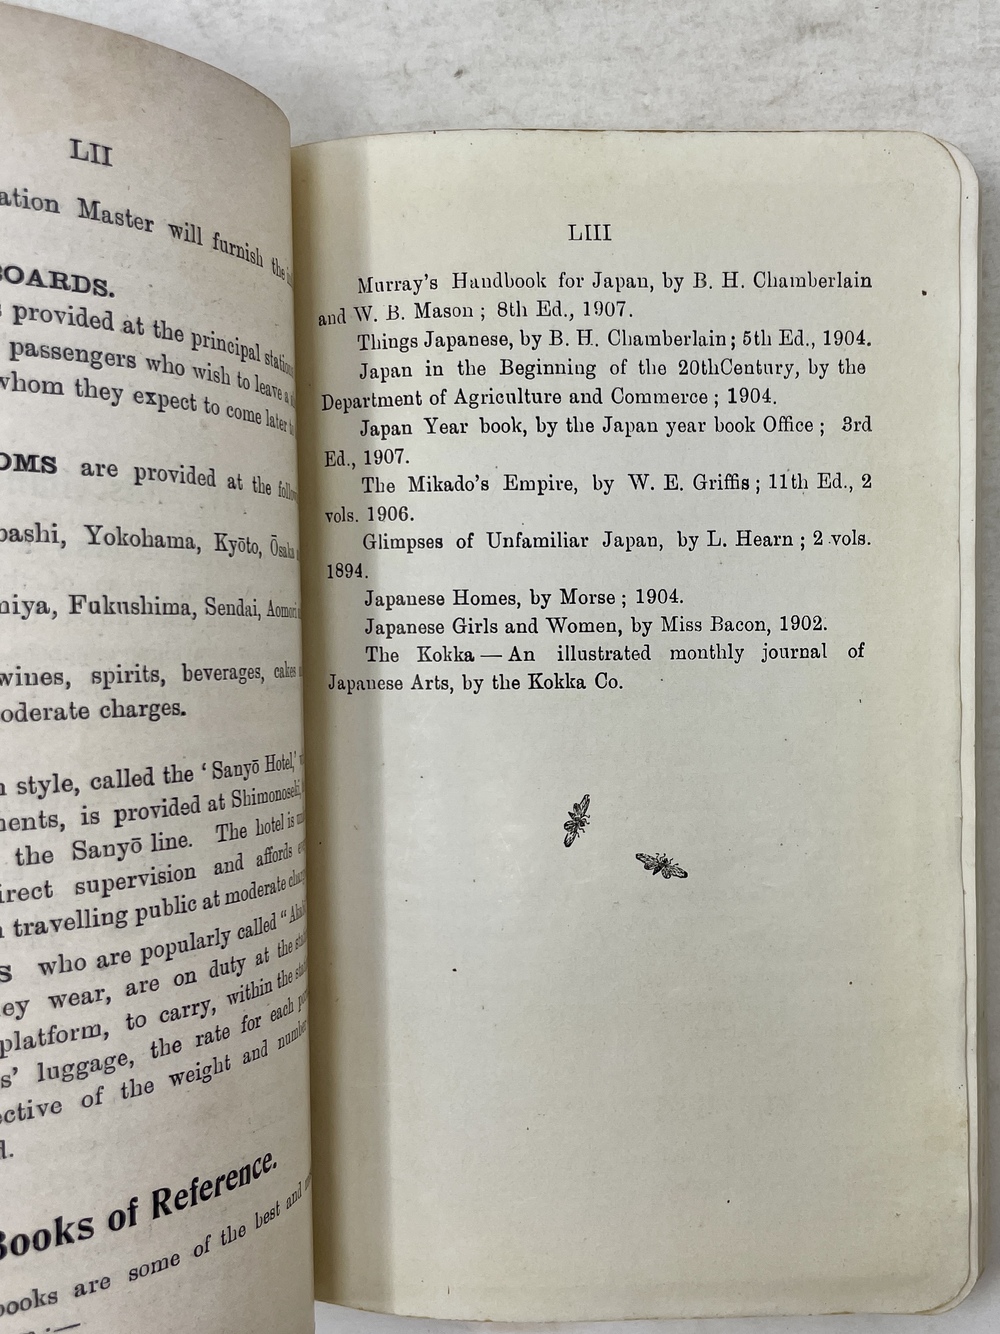 LII
ation Master will furnish the
OARDS.
provided at the principal stations
passengers who wish to leave a
whom they expect to come later
OMS are provided at the
bashi, Yokohama, Kyōto, Ōsaka
niya, Fukushima, Sendai, Aomori
wines, spirits, beverages, cakes
oderate charges.
style, called the ‘Sanyō Hotel,’
ments, is provided at Shimonoseki,
the Sanyō line. The hotel is
irect supervision and affords
travelling public at moderate
S who are popularly called “
ey wear, are on duty at the
platform, to carry, within the
s’ luggage, the rate for each
ective of the weight and number
d.
Books of Reference.
books are some of the best and
LIII
Murray’s Handbook for Japan, by B. H. Chamberlain
and W. B. Mason ; 8th Ed., 1907.
Things Japanese, by B. H. Chamberlain ; 5th Ed., 1904.
Japan in the Beginning of the 20thCentury, by the
Department of Agriculture and Commerce ; 1904.
Japan Year book, by the Japan year book Office ; 3rd
Ed., 1907.
The Mikado’s Empire, by W. E. Griffis ; 11th Ed., 2
vols. 1906.
Glimpses of Unfamiliar Japan, by L. Hearn ; 2 vols.
1894.
Japanese Homes, by Morse ; 1904.
Japanese Girls and Women, by Miss Bacon, 1902.
The Kokka — An illustrated monthly journal of
Japanese Arts, by the Kokka Co.